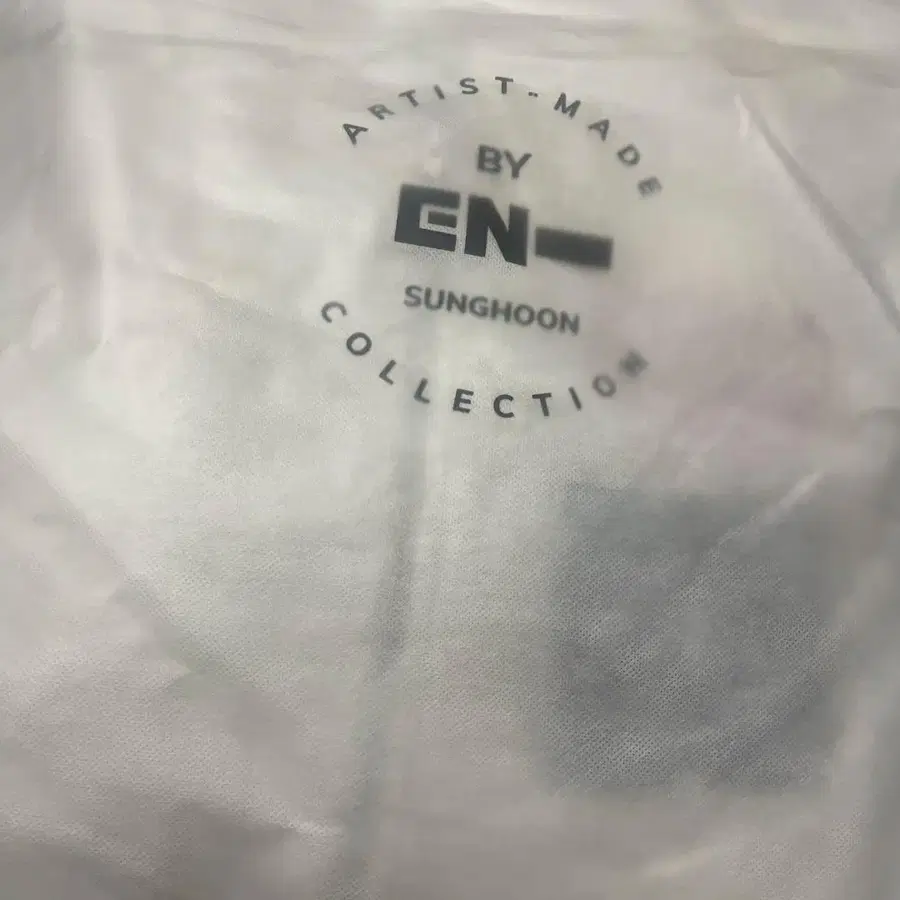 ARTIST-MADE
BY
EN-
SUNGHOON
COLLECTION